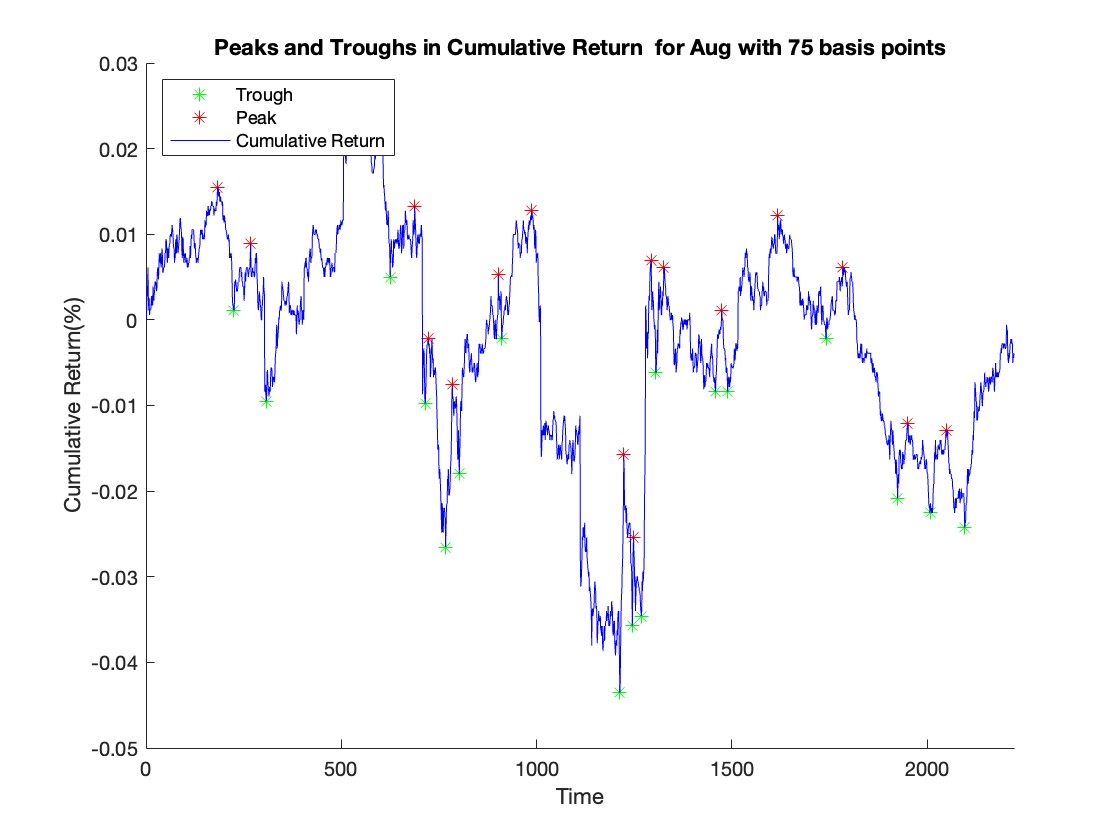 Peaks and Troughs in Cumulative Return  for Aug with 75 basis points
0.03
0.02
0.01
0
-0.01
-0.02
-0.03
-0.04
-0.05
Cumulative Return(%)
Trough
Peak
Cumulative Return
0 500 1000 1500 2000
Time